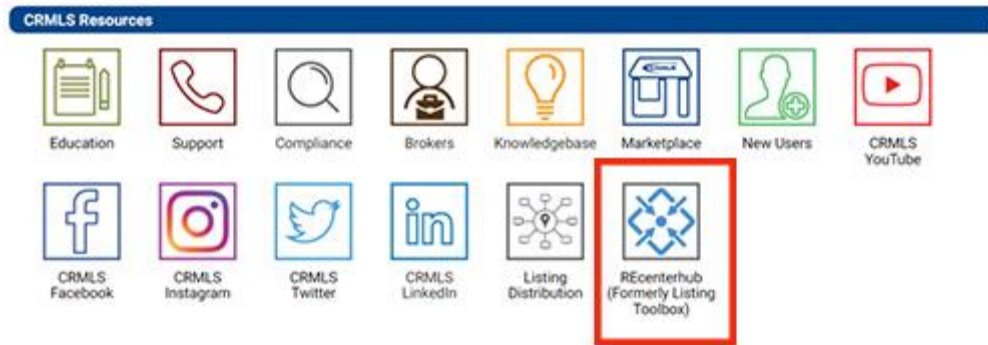 CRMLS Resources
Education
Support
Compliance
Brokers
Knowledgebase
Marketplace
New Users
CRMLS
YouTube
CRMLS
Facebook
CRMLS
Instagram
CRMLS
Twitter
CRMLS
LinkedIn
Listing
Distribution
REcenterhub
(Formerly Listing
Toolbox)